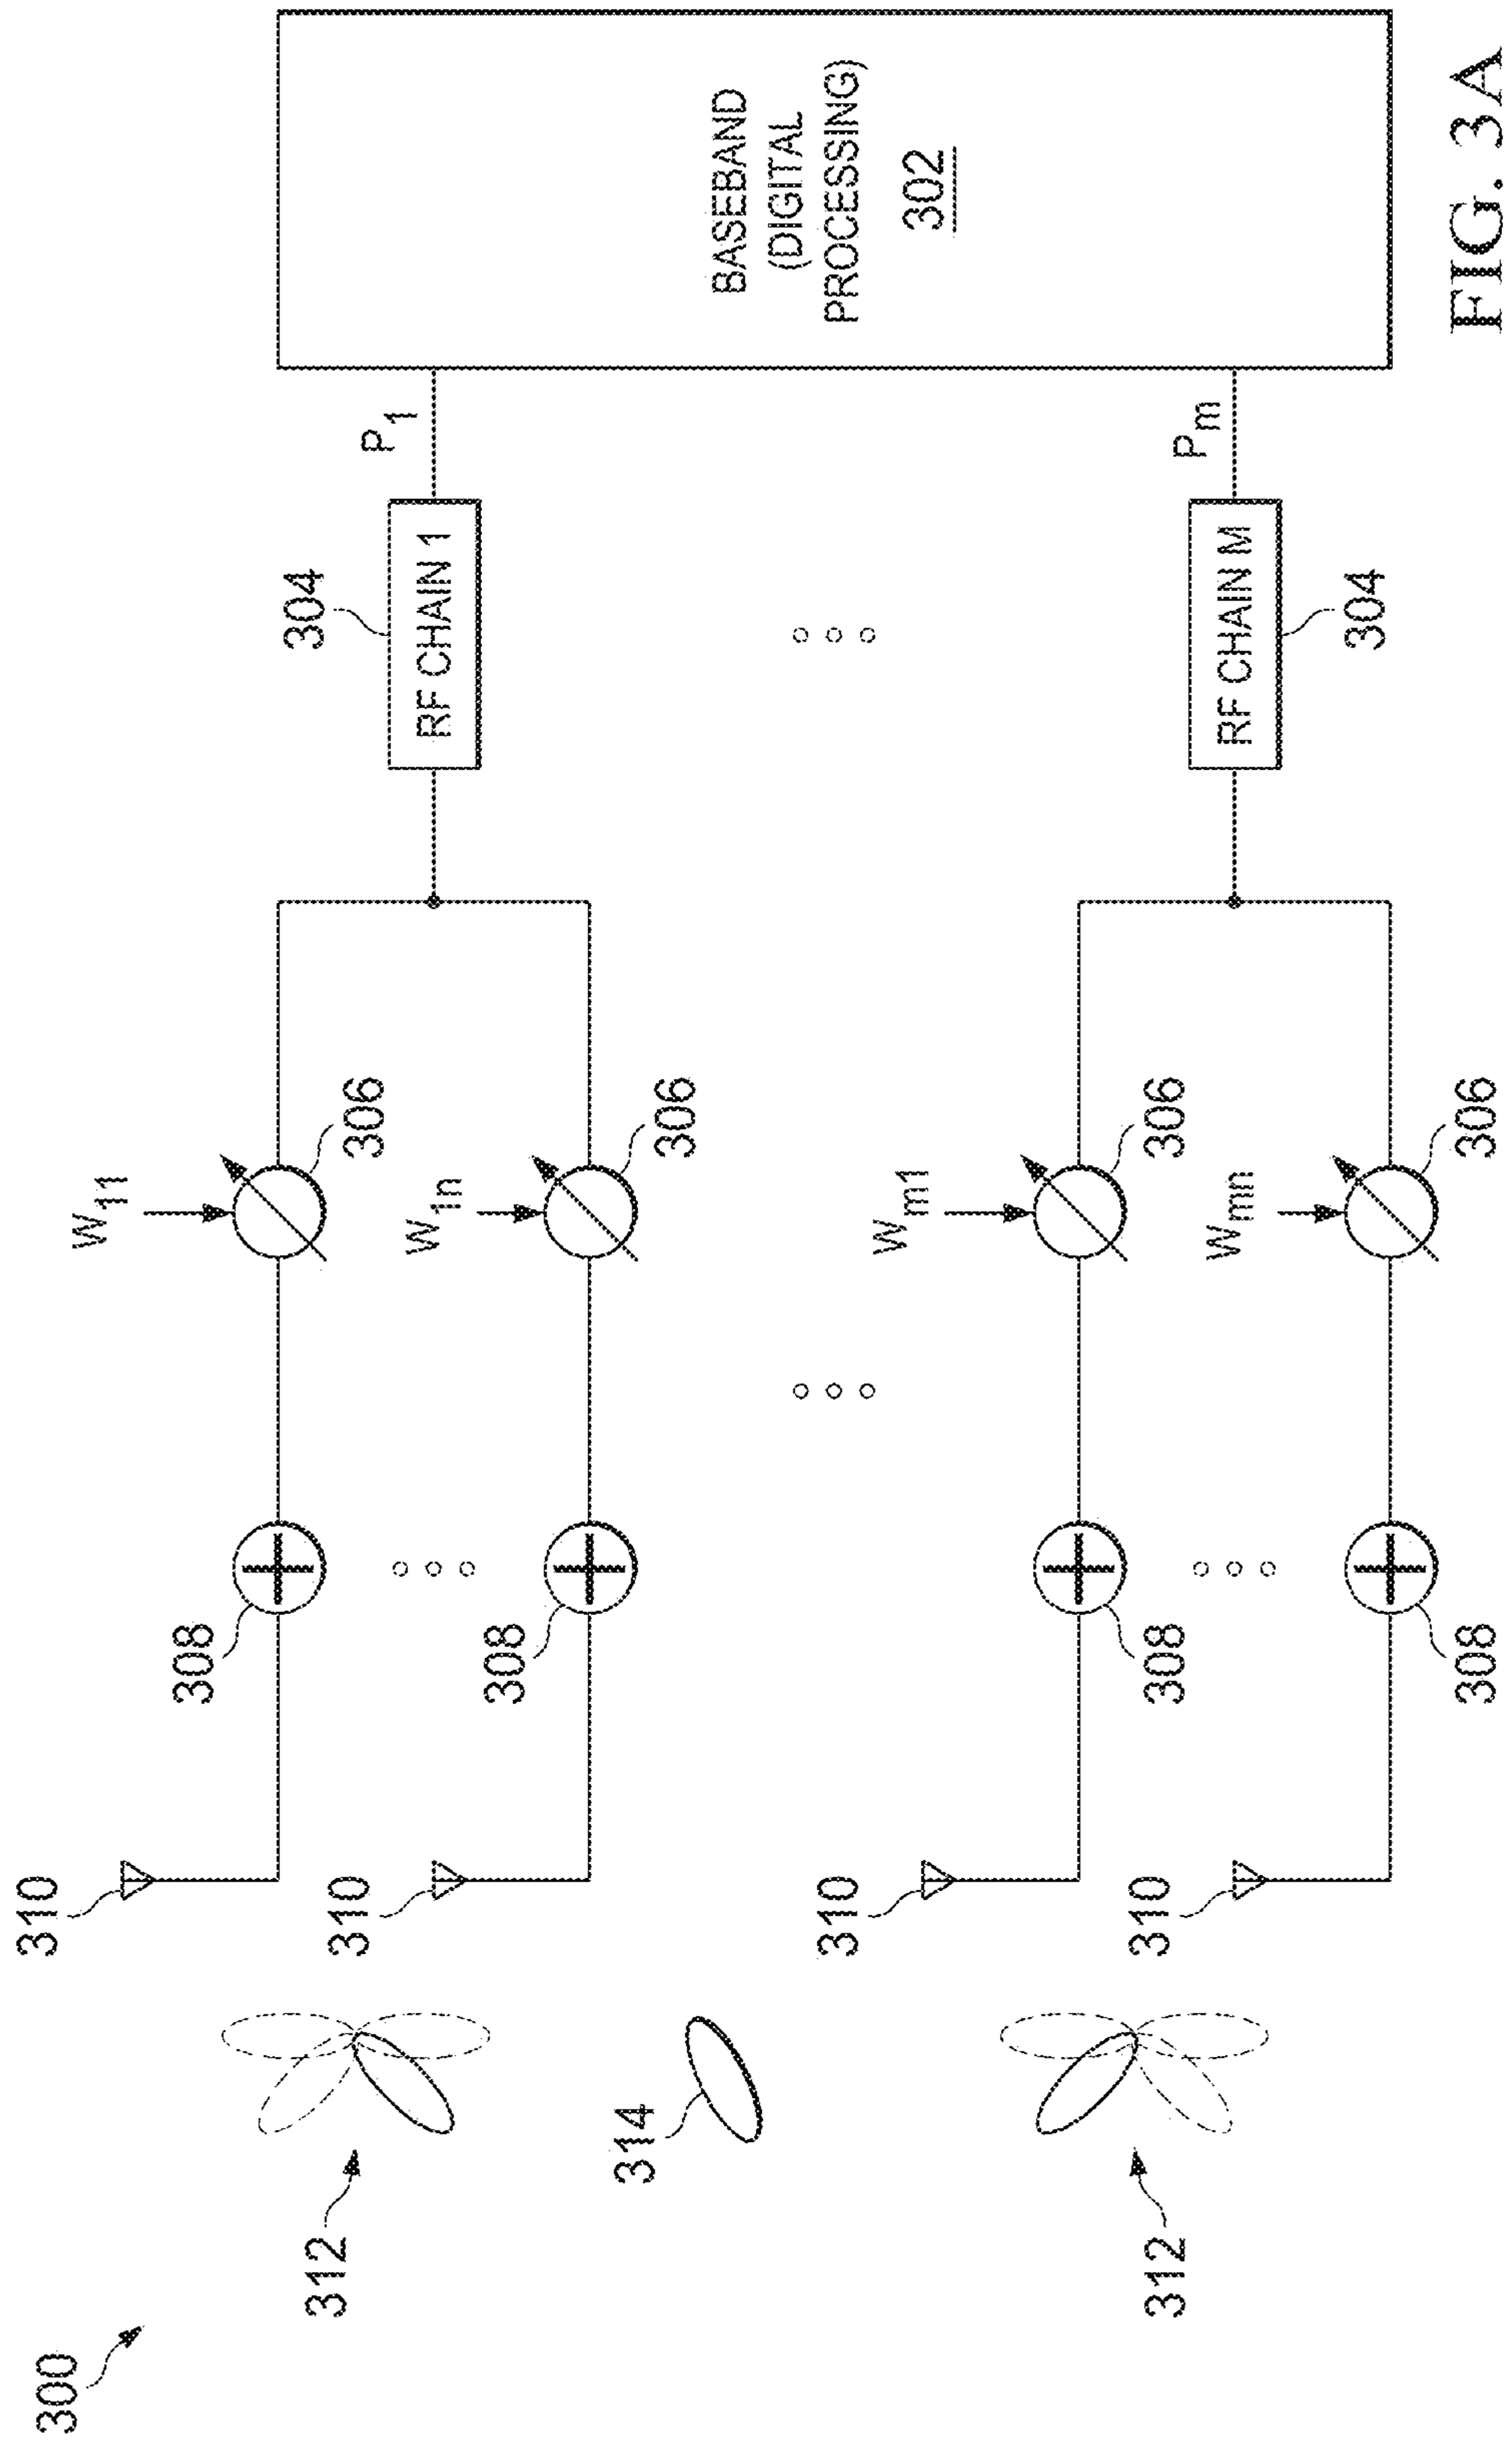 300
310
W11
308
306
304
P1
RF CHAIN 1
310
W1n
308
306
312
314
BASEBAND
(DIGITAL
PROCESSING)
302
310
Wm1
308
306
Pm
RF CHAIN M
304
310
Wmn
308
306
312
FIG. 3A